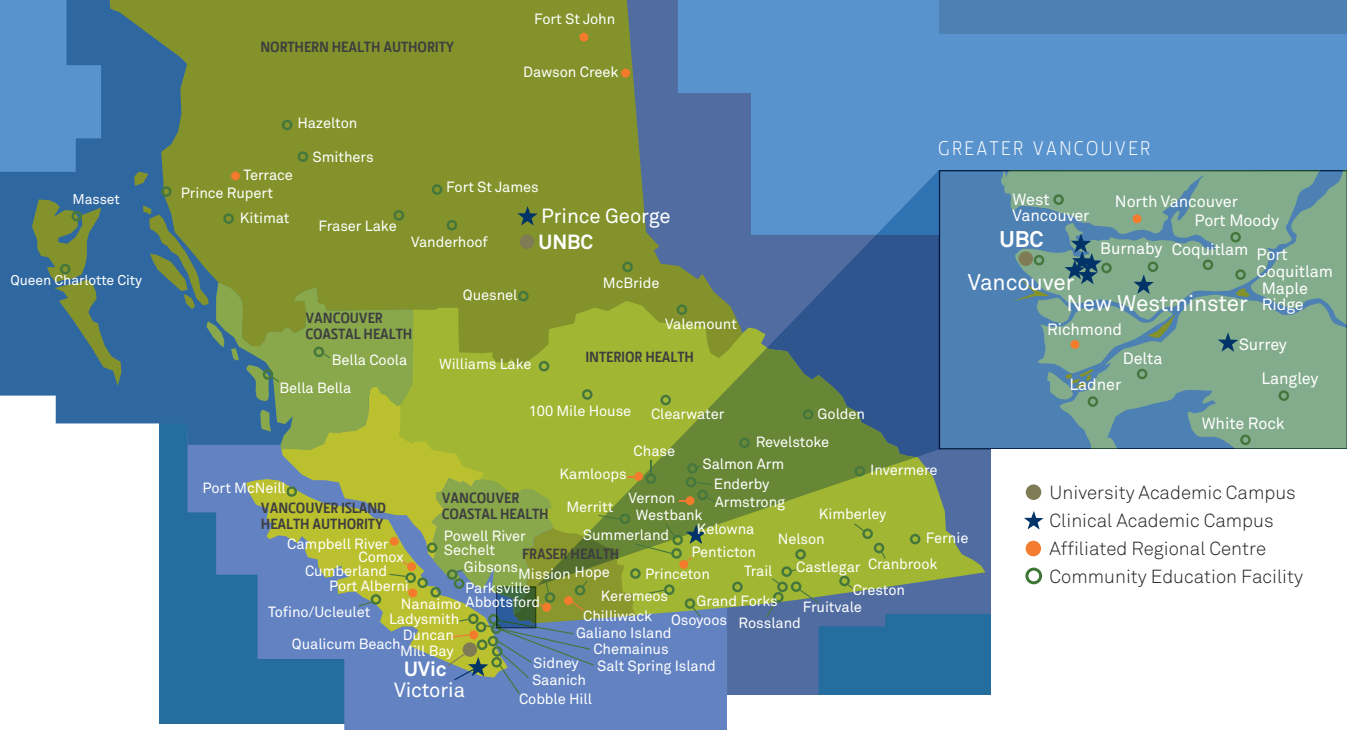 Fort St John
NORTHERN HEALTH AUTHORITY
Dawson Creek
Hazelton
Smithers
Terrace
Prince Rupert
Fort St James
Masset
Kitimat
Fraser Lake
Prince George
Vanderhoof
UNBC
Queen Charlotte City
McBride
Quesnel
Valemount
VANCOUVER
COASTAL HEALTH
Bella Coola
Bella Bella
Williams Lake
INTERIOR HEALTH
100 Mile House
Clearwater
Golden
Revelstoke
Chase
Kamloops
Salmon Arm
Invermere
Enderby
Vernon
Armstrong
Merritt
Westbank
Kelowna
Kimberley
Summerland
Penticton
Nelson
Fernie
Cranbrook
Port McNeill
VANCOUVER ISLAND
HEALTH AUTHORITY
VANCOUVER
COASTAL HEALTH
Campbell River
Powell River
Sechelt
Comox
FRASER HEALTH
Cumberland
Gibsons
Mission
Hope
Princeton
Trail
Castlegar
Port Alberni
Parksville
Keremeos
Creston
Tofino/Ucleulet
Nanaimo
Abbotsford
Grand Forks
Fruitvale
Ladysmith
Chilliwack
Osoyoos
Rossland
Duncan
Galiano Island
Qualicum Beach
Mill Bay
Chemainus
UVic
Sidney
Salt Spring Island
Victoria
Saanich
Cobble Hill
GREATER VANCOUVER
West
Vancouver
North Vancouver
Port Moody
UBC
Burnaby
Coquitlam
Port
Coquitlam
Vancouver
Maple
Ridge
New Westminster
Richmond
Surrey
Delta
Ladner
Langley
White Rock
University Academic Campus
Clinical Academic Campus
Affiliated Regional Centre
Community Education Facility